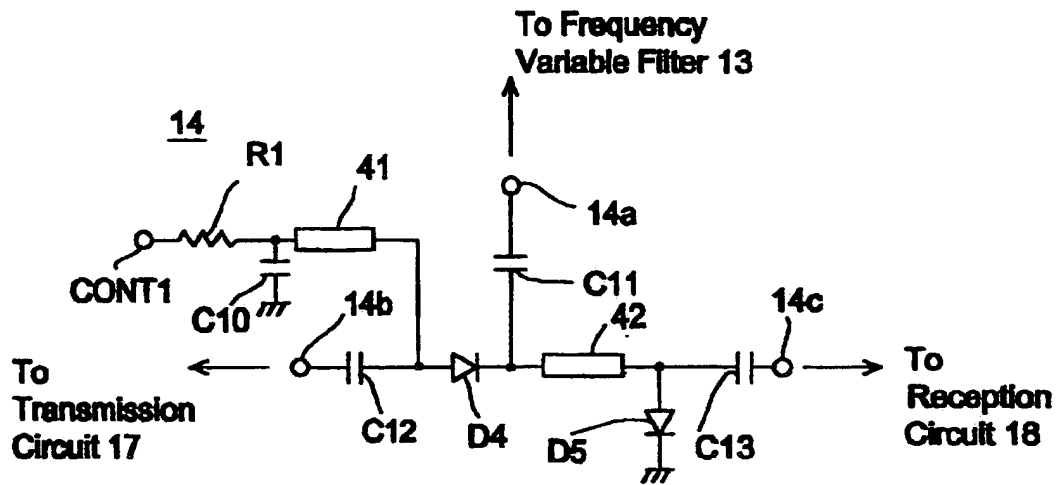 To Frequency
Variable Filter 13
14
R1
41
14a
CONT1
C10
14b
C11
42
14c
To
Transmission
Circuit 17
C12
D4
D5
C13
To
Reception
Circuit 18